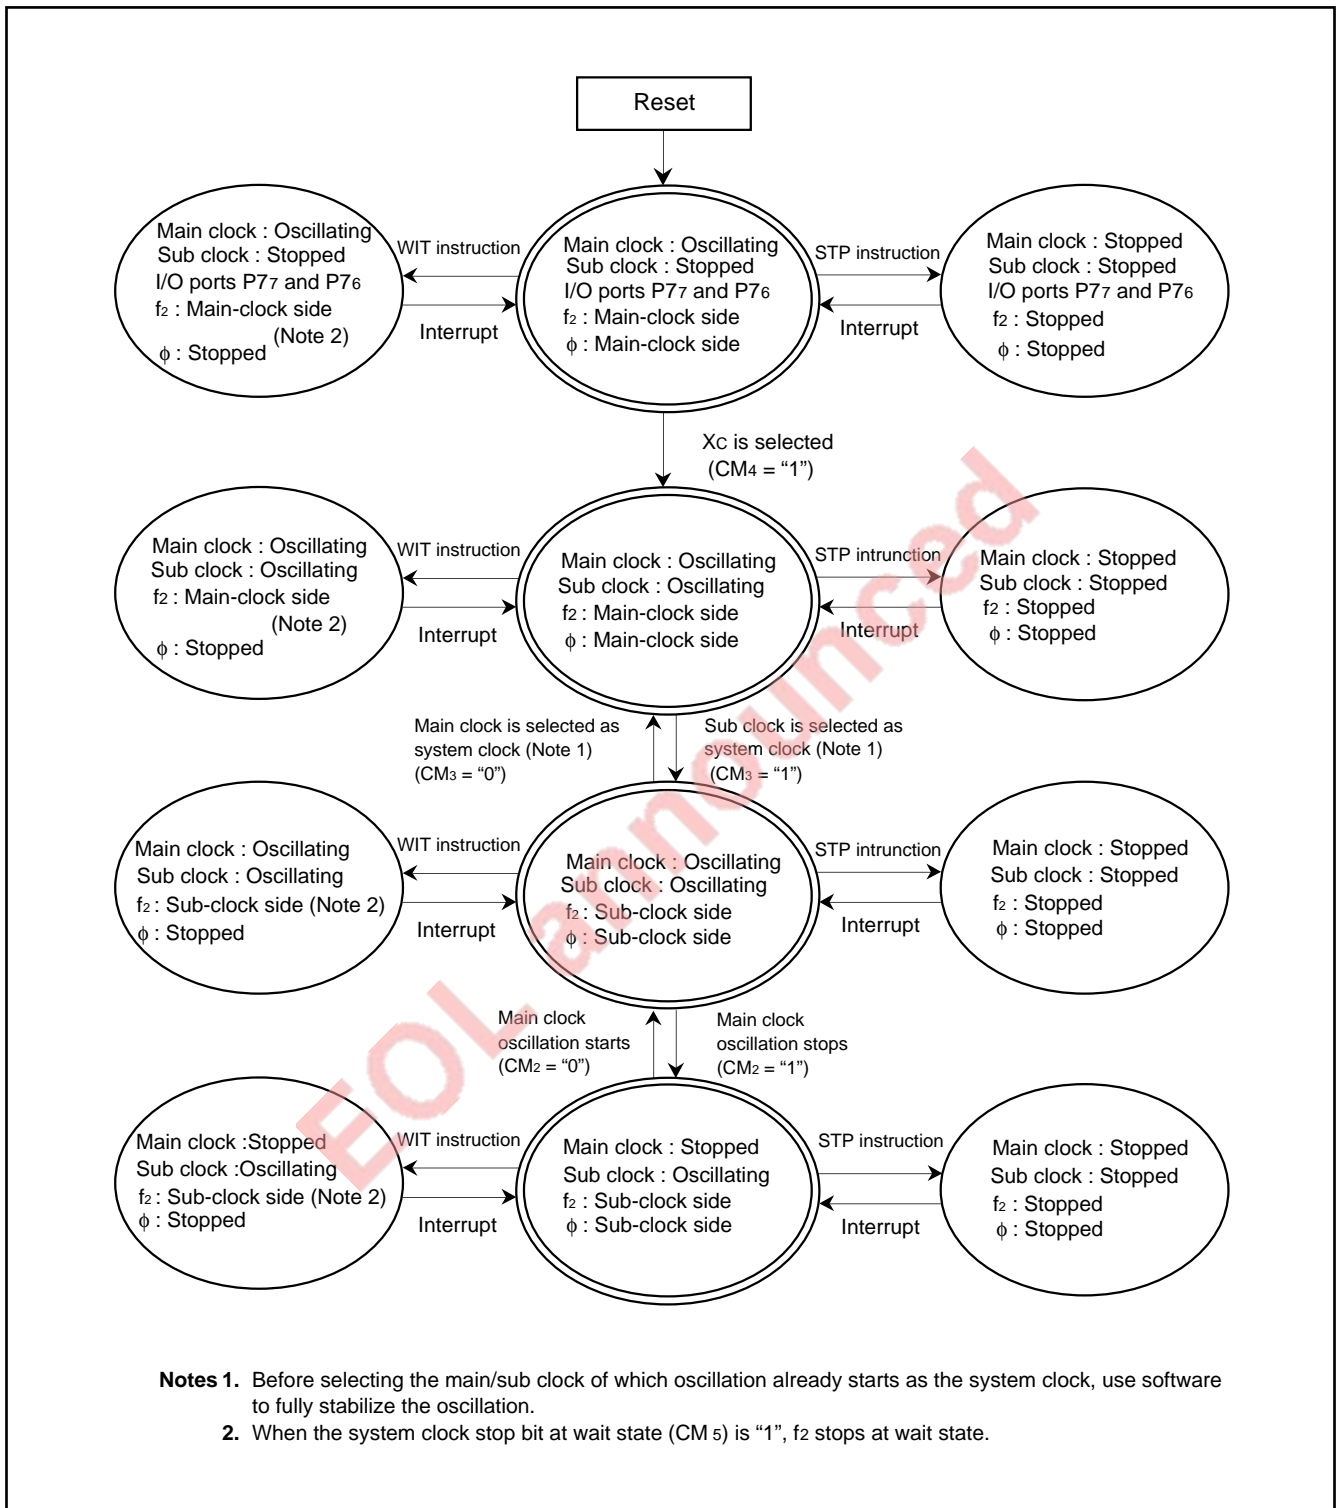 Reset
Main clock : Oscillating
Sub clock : Stopped
I/O ports P77 and P76
f2 : Main-clock side
(Note 2)
φ : Stopped
WIT instruction
Interrupt
Main clock : Oscillating
Sub clock : Stopped
I/O ports P77 and P76
f2 : Main-clock side
φ : Main-clock side
STP instruction
Interrupt
Main clock : Stopped
Sub clock : Stopped
I/O ports P77 and P76
f2 : Stopped
φ : Stopped
XC is selected
(CM4 = “1”)
Main clock : Oscillating
Sub clock : Oscillating
f2 : Main-clock side
(Note 2)
φ : Stopped
WIT instruction
Interrupt
Main clock : Oscillating
Sub clock : Oscillating
f2 : Main-clock side
φ : Main-clock side
STP intrunction
Interrupt
Main clock : Stopped
Sub clock : Stopped
f2 : Stopped
φ : Stopped
Main clock is selected as
system clock (Note 1)
(CM3 = “0”)
Sub clock is selected as
system clock (Note 1)
(CM3 = “1”)
Main clock : Oscillating
Sub clock : Oscillating
f2 : Sub-clock side (Note 2)
φ : Stopped
WIT instruction
Interrupt
Main clock : Oscillating
Sub clock : Oscillating
f2 : Sub-clock side
φ : Sub-clock side
STP intrunction
Interrupt
Main clock : Stopped
Sub clock : Stopped
f2 : Stopped
φ : Stopped
Main clock
oscillation starts
(CM2 = “0”)
Main clock
oscillation stops
(CM2 = “1”)
Main clock :Stopped
Sub clock :Oscillating
f2 : Sub-clock side (Note 2)
φ : Stopped
WIT instruction
Interrupt
Main clock : Stopped
Sub clock : Oscillating
f2 : Sub-clock side
φ : Sub-clock side
STP instruction
Interrupt
Main clock : Stopped
Sub clock : Stopped
f2 : Stopped
φ : Stopped
EOL announced
Notes 1. Before selecting the main/sub clock of which oscillation already starts as the system clock, use software
to fully stabilize the oscillation.
2. When the system clock stop bit at wait state (CM 5) is “1”, f2 stops at wait state.